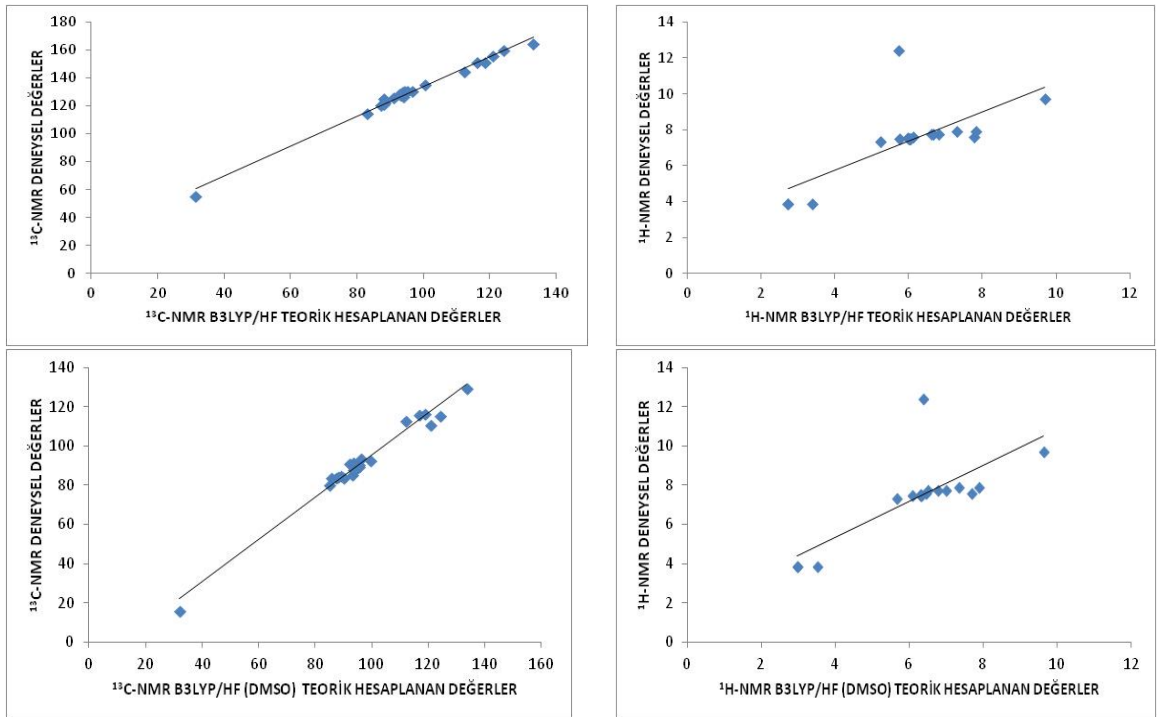 180
160
140
120
100
80
60
40
20
0
¹³C-NMR DENEYSEL DEĞERLER
0 20 40 60 80 100 120 140
¹³C-NMR B3LYP/HF TEORİK HESAPLANAN DEĞERLER
14
12
10
8
6
4
2
0
¹H-NMR DENEYSEL DEĞERLER
0 2 4 6 8 10 12
¹H-NMR B3LYP/HF TEORİK HESAPLANAN DEĞERLER
140
120
100
80
60
40
20
0
¹³C-NMR DENEYSEL DEĞERLER
0 20 40 60 80 100 120 140 160
¹³C-NMR B3LYP/HF (DMSO) TEORİK HESAPLANAN DEĞERLER
14
12
10
8
6
4
2
0
¹H-NMR DENEYSEL DEĞERLER
0 2 4 6 8 10 12
¹H-NMR B3LYP/HF (DMSO) TEORİK HESAPLANAN DEĞERLER